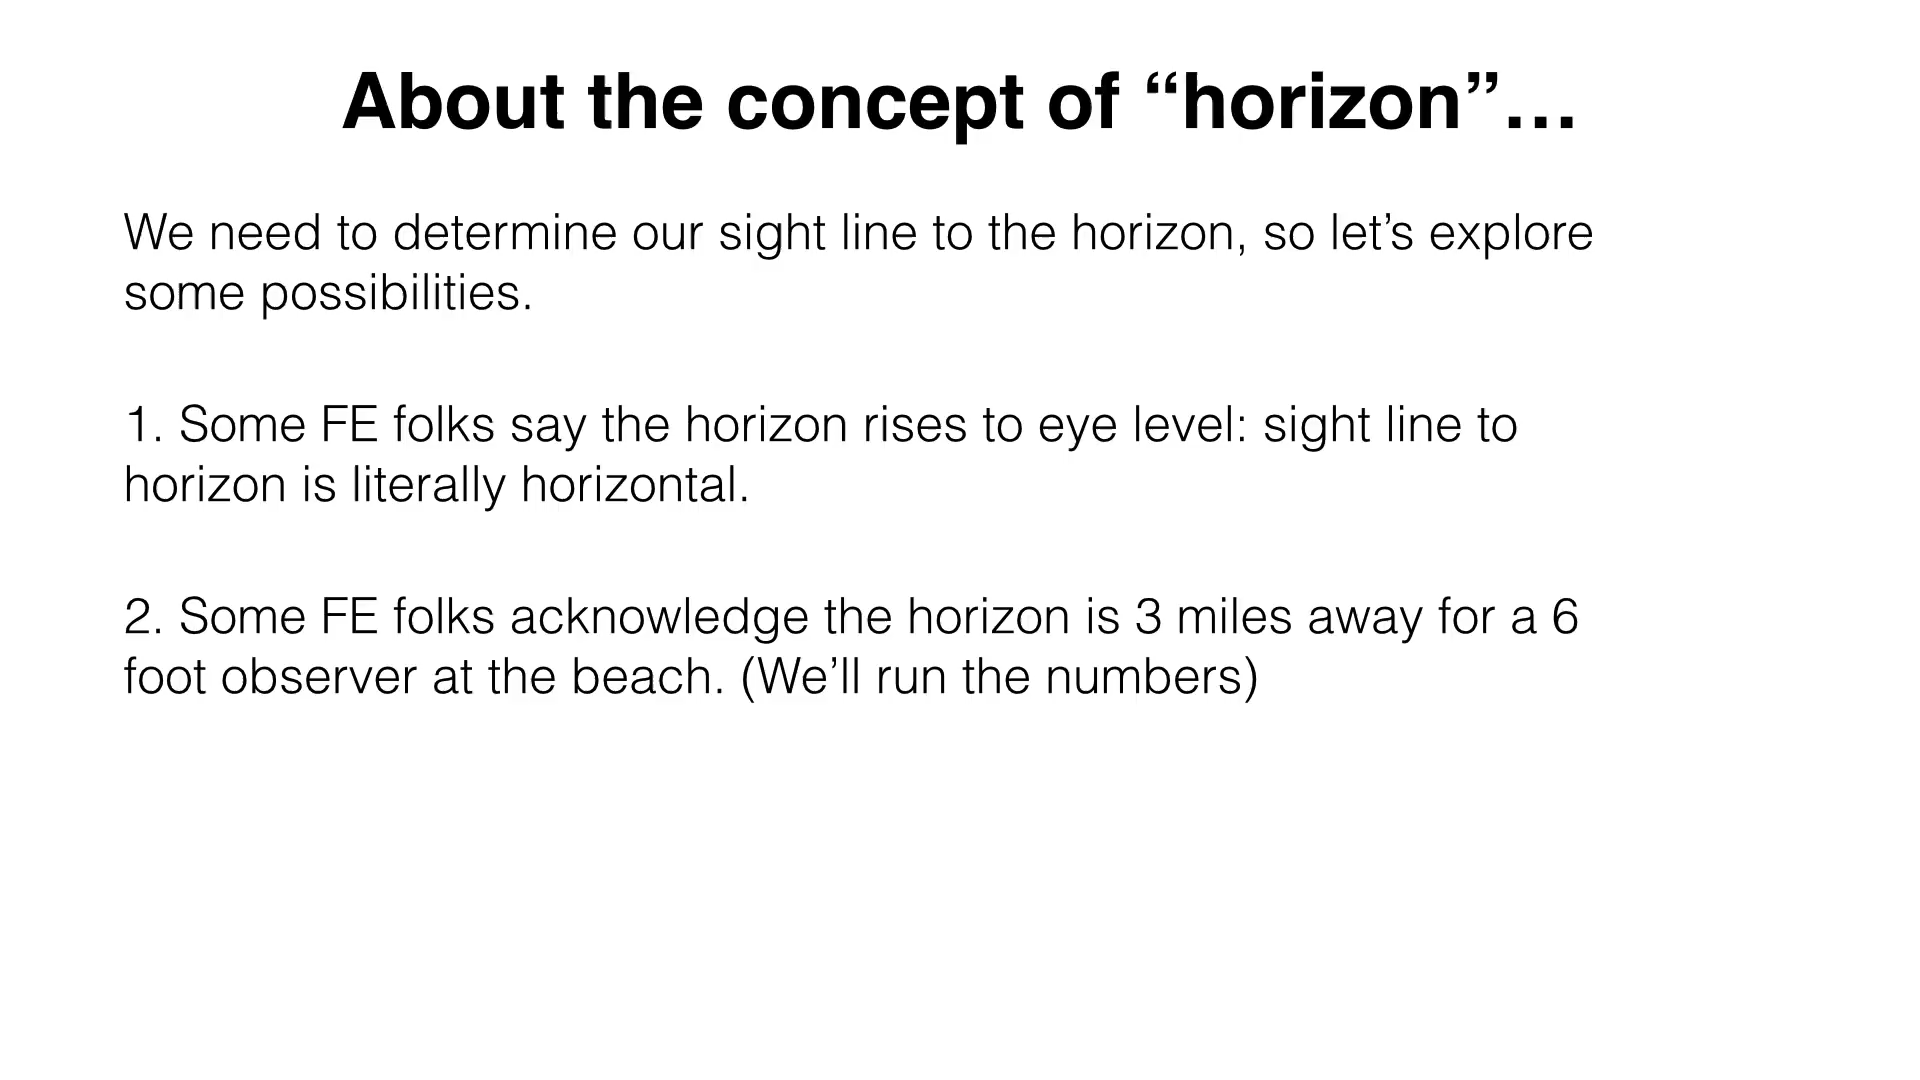 About the concept of “horizon”…
We need to determine our sight line to the horizon, so let’s explore
some possibilities.
1. Some FE folks say the horizon rises to eye level: sight line to
horizon is literally horizontal.
2. Some FE folks acknowledge the horizon is 3 miles away for a 6
foot observer at the beach. (We’ll run the numbers)